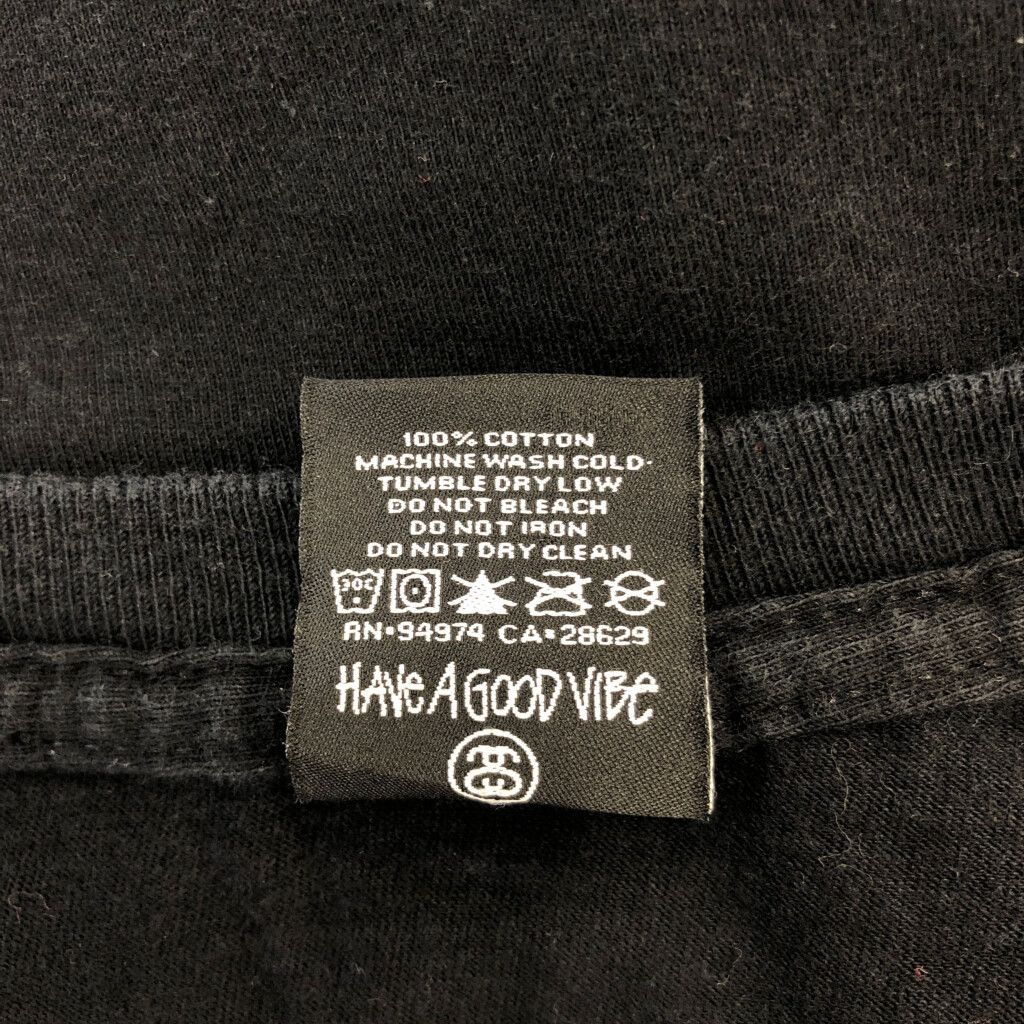 100% COTTON
MACHINE WASH COLD-
TUMBLE DRY LOW
DO NOT BLEACH
DO NOT IRON
DO NOT DRY CLEAN
30C
RN•94974 CA•28629
HAVE A GOOD VIBE